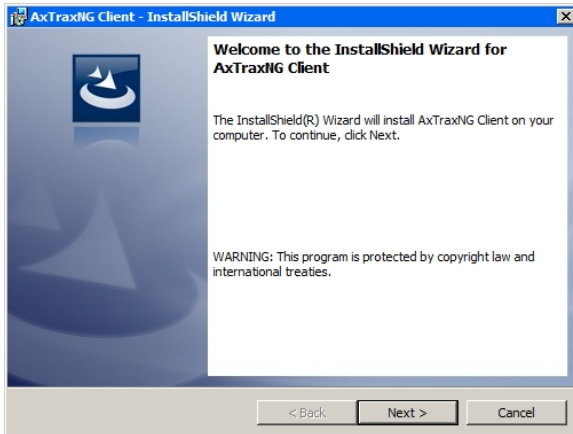 AxTraxNG Client - InstallShield Wizard
Welcome to the InstallShield Wizard for
AxTraxNG Client
The InstallShield(R) Wizard will install AxTraxNG Client on your
computer. To continue, click Next.
WARNING: This program is protected by copyright law and
international treaties.
< Back Next > Cancel